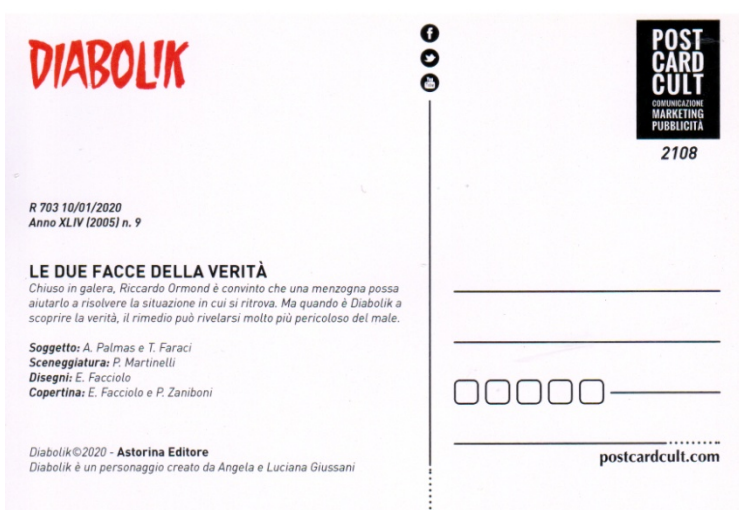 DIABOLIK
R 703 10/01/2020
Anno XLIV (2005) n. 9
LE DUE FACCE DELLA VERITÀ
Chiuso in galera, Riccardo Ormond è convinto che una menzogna possa
aiutarlo a risolvere la situazione in cui si ritrova. Ma quando è Diabolik a
scoprire la verità, il rimedio può rivelarsi molto più pericoloso del male.
Soggetto: A. Palmas e T. Faraci
Sceneggiatura: P. Martinelli
Disegni: E. Facciolo
Copertina: E. Facciolo e P. Zaniboni
Diabolik©2020 - Astorina Editore
Diabolik è un personaggio creato da Angela e Luciana Giussani
f
You
Tube
POST
CARD
CULT
COMUNICAZIONE
MARKETING
PUBBLICITÀ
2108
postcardcult.com